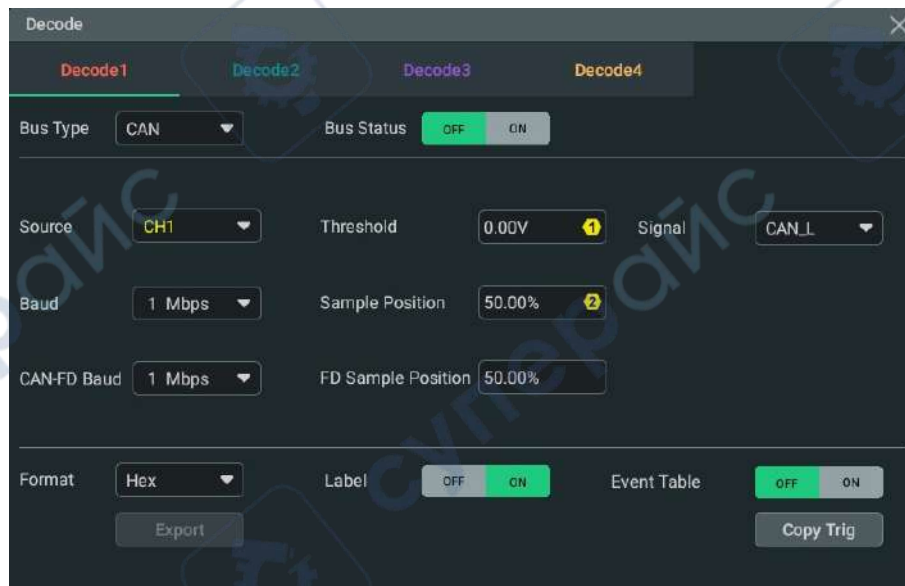 Decode
Decode1 Decode2 Decode3 Decode4
Bus Type CAN Bus Status OFF ON
Source CH1 Threshold 0.00V 1 Signal CAN_L
Baud 1 Mbps Sample Position 50.00% 2
CAN-FD Baud 1 Mbps FD Sample Position 50.00%
Format Hex Label OFF ON Event Table OFF ON
Export Copy Trig
суперайс